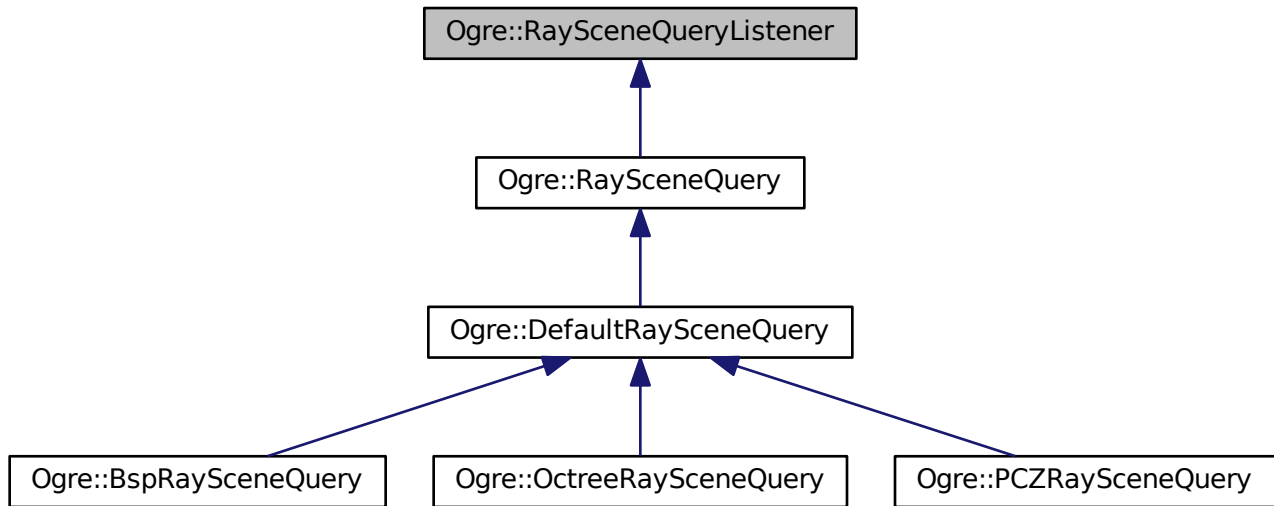 Ogre::RaySceneQueryListener
Ogre::RaySceneQuery
Ogre::DefaultRaySceneQuery
Ogre::BspRaySceneQuery
Ogre::OctreeRaySceneQuery
Ogre::PCZRaySceneQuery